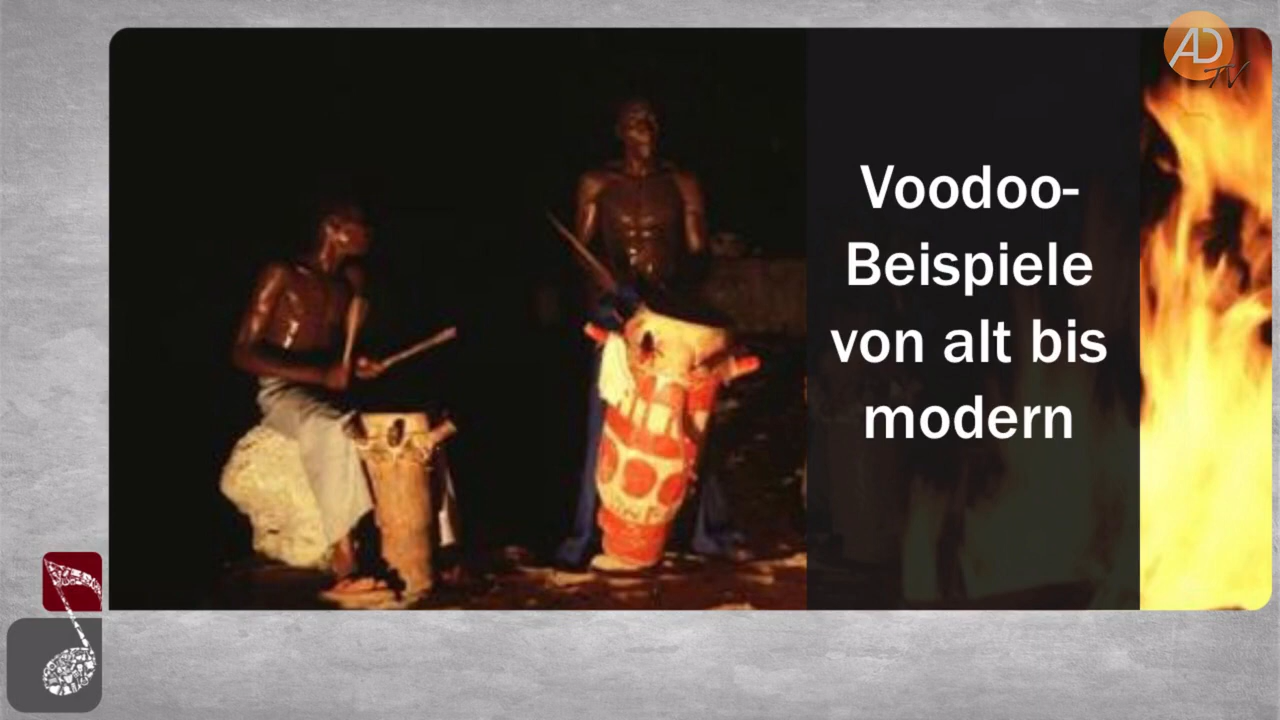 AD
TV
Voodoo-
Beispiele
von alt bis
modern